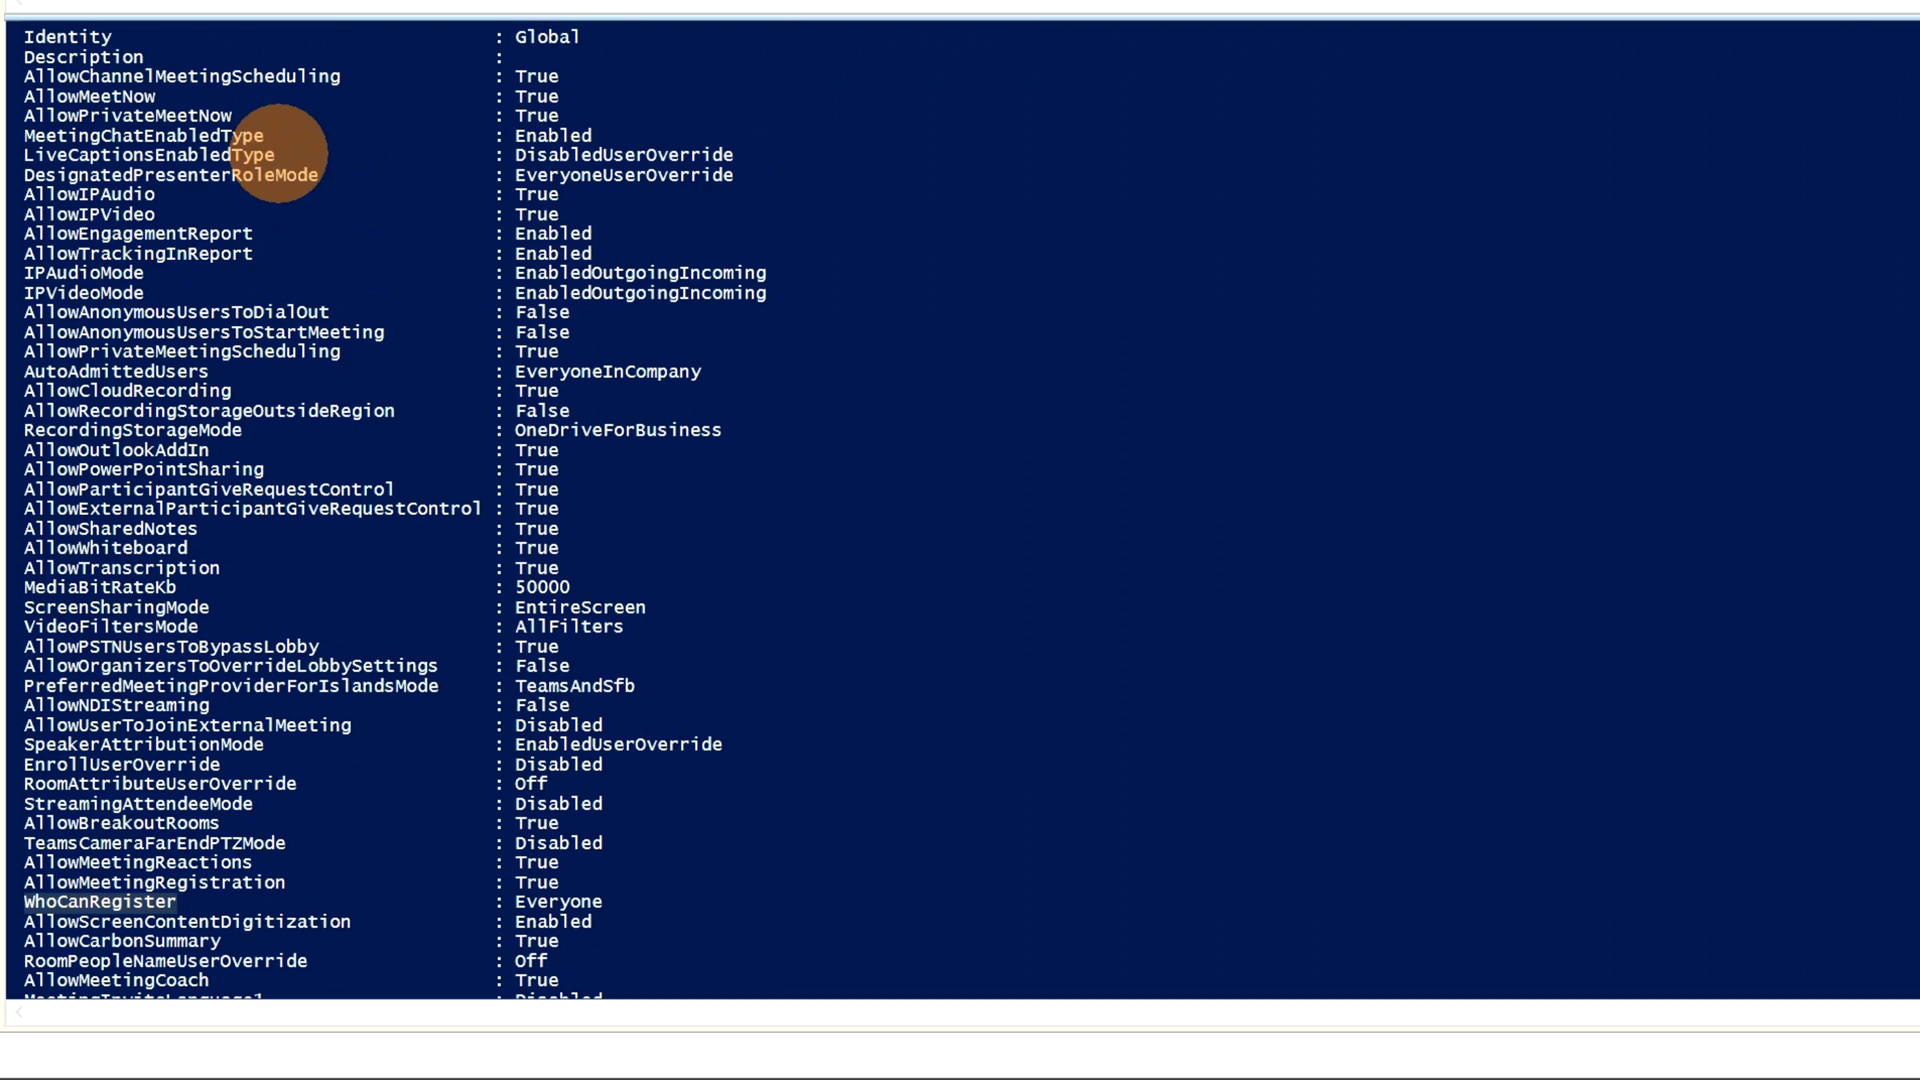 Identity : Global
Description :
AllowChannelMeetingScheduling : True
AllowMeetNow : True
AllowPrivateMeetNow : True
MeetingChatEnabledType : Enabled
LiveCaptionsEnabledType : DisabledUserOverride
DesignatedPresenterRoleMode : EveryoneUserOverride
AllowIPAudio : True
AllowIPVideo : True
AllowEngagementReport : Enabled
AllowTrackingInReport : Enabled
IPAudioMode : EnabledOutgoingIncoming
IPVideoMode : EnabledOutgoingIncoming
AllowAnonymousUsersToDialOut : False
AllowAnonymousUsersToStartMeeting : False
AllowPrivateMeetingScheduling : True
AutoAdmittedUsers : EveryoneInCompany
AllowCloudRecording : True
AllowRecordingStorageOutsideRegion : False
RecordingStorageMode : OneDriveForBusiness
AllowOutlookAddIn : True
AllowPowerPointSharing : True
AllowParticipantGiveRequestControl : True
AllowExternalParticipantGiveRequestControl : True
AllowSharedNotes : True
AllowWhiteboard : True
AllowTranscription : True
MediaBitRateKb : 50000
ScreenSharingMode : EntireScreen
VideoFiltersMode : AllFilters
AllowPSTNUsersToBypassLobby : True
AllowOrganizersToOverrideLobbySettings : False
PreferredMeetingProviderForIslandsMode : TeamsAndSfb
AllowNDIStreaming : False
AllowUserToJoinExternalMeeting : Disabled
SpeakerAttributionMode : EnabledUserOverride
EnrollUserOverride : Disabled
RoomAttributeUserOverride : Off
StreamingAttendeeMode : Disabled
AllowBreakoutRooms : True
TeamsCameraFarEndPTZMode : Disabled
AllowMeetingReactions : True
AllowMeetingRegistration : True
WhoCanRegister : Everyone
AllowScreenContentDigitization : Enabled
AllowCarbonSummary : True
RoomPeopleNameUserOverride : Off
AllowMeetingCoach : True